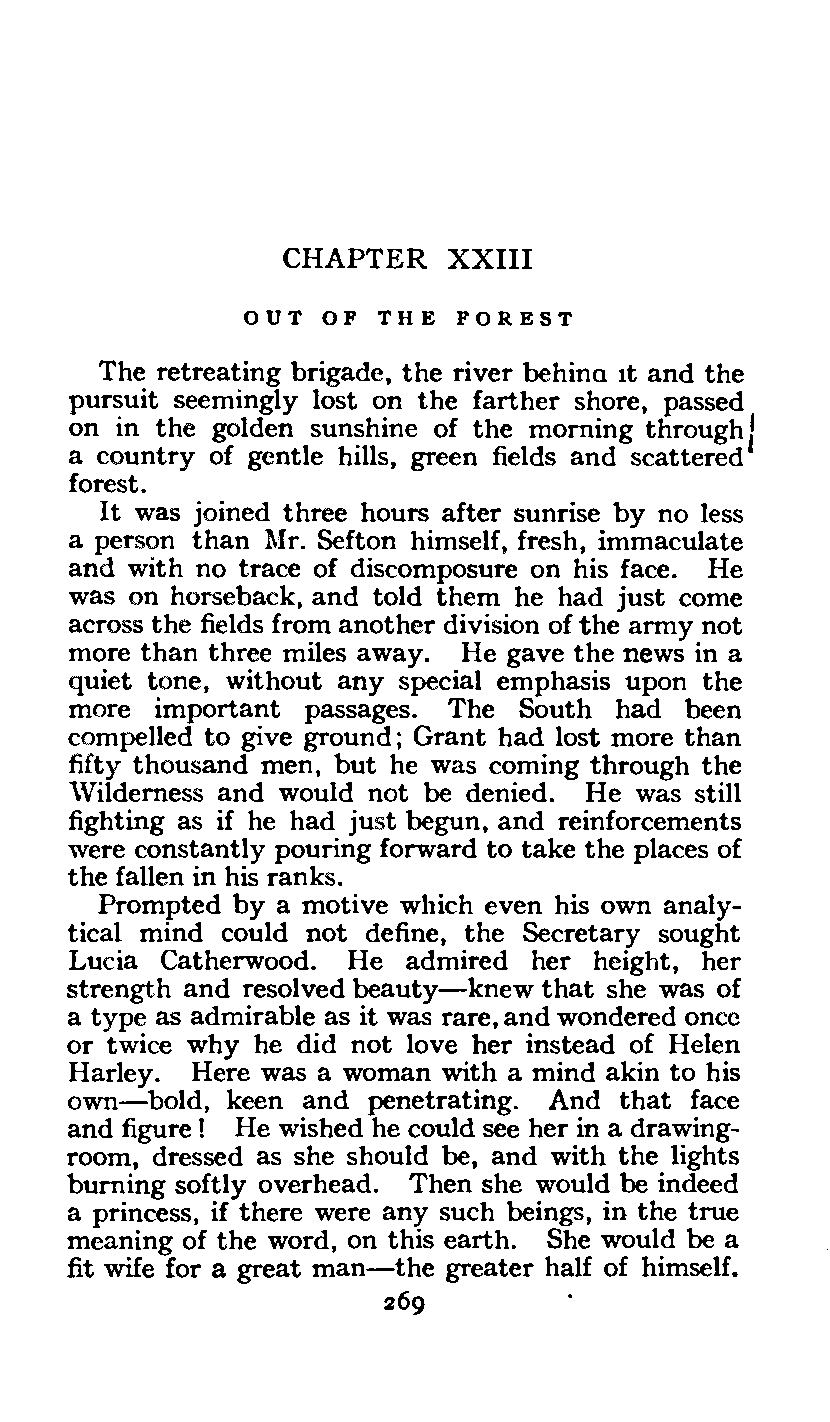 CHAPTER XXIII
OUT OF THE FOREST
The retreating brigade, the river behind it and the
pursuit seemingly lost on the farther shore, passed
on in the golden sunshine of the morning through
a country of gentle hills, green fields and scattered
forest.
It was joined three hours after sunrise by no less
a person than Mr. Sefton himself, fresh, immaculate
and with no trace of discomposure on his face. He
was on horseback, and told them he had just come
across the fields from another division of the army not
more than three miles away. He gave the news in a
quiet tone, without any special emphasis upon the
more important passages. The South had been
compelled to give ground; Grant had lost more than
fifty thousand men, but he was coming through the
Wilderness and would not be denied. He was still
fighting as if he had just begun, and reinforcements
were constantly pouring forward to take the places of
the fallen in his ranks.
Prompted by a motive which even his own analy-
tical mind could not define, the Secretary sought
Lucia Catherwood. He admired her height, her
strength and resolved beauty—knew that she was of
a type as admirable as it was rare, and wondered once
or twice why he did not love her instead of Helen
Harley. Here was a woman with a mind akin to his
own—bold, keen and penetrating. And that face
and figure! He wished he could see her in a drawing-
room, dressed as she should be, and with the lights
burning softly overhead. Then she would be indeed
a princess, if there were any such beings, in the true
meaning of the word, on this earth. She would be a
fit wife for a great man—the greater half of himself.
269